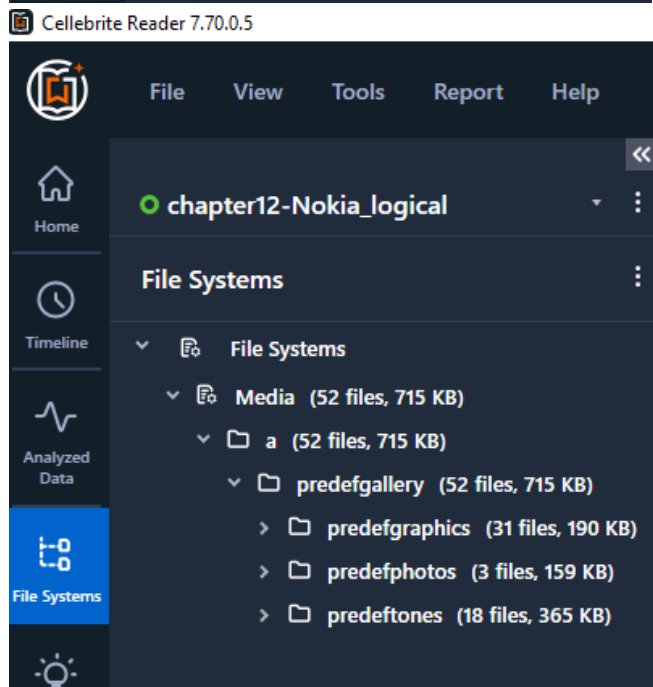 Cellebrite Reader 7.70.0.5
File View Tools Report Help
Home
chapter12-Nokia_logical
File Systems
Timeline
File Systems
Media (52 files, 715 KB)
a (52 files, 715 KB)
Analyzed
Data
predefgallery (52 files, 715 KB)
predefgraphics (31 files, 190 KB)
predefphotos (3 files, 159 KB)
File Systems
predeftones (18 files, 365 KB)